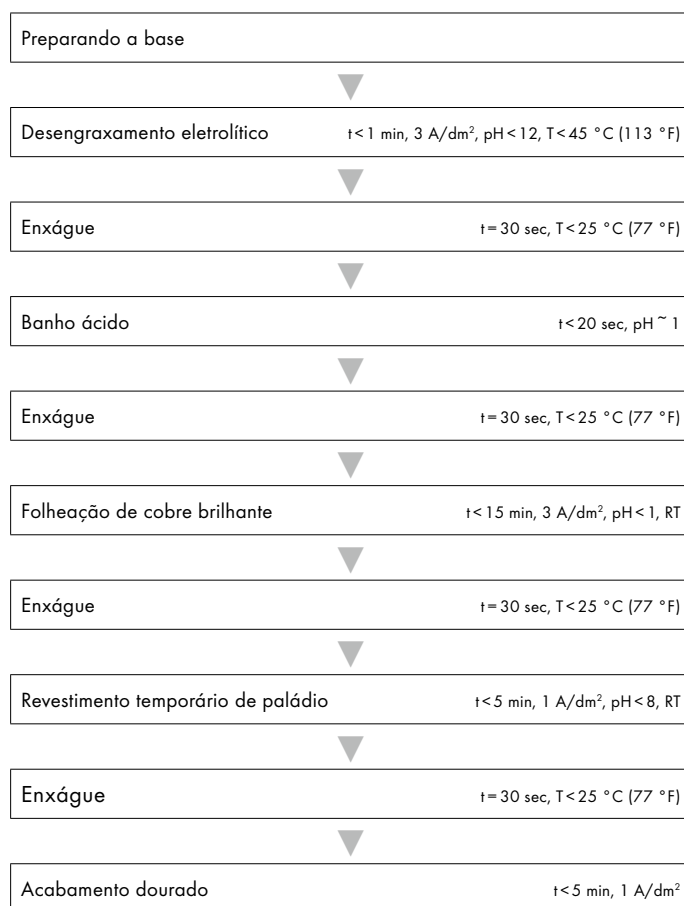 Preparando a base
Desengraxamento eletrolítico t < 1 min, 3 A/dm², pH < 12, T < 45 °C (113 °F)
Enxágue t = 30 sec, T < 25 °C (77 °F)
Banho ácido t < 20 sec, pH ~ 1
Enxágue t = 30 sec, T < 25 °C (77 °F)
Folheação de cobre brilhante t < 15 min, 3 A/dm², pH < 1, RT
Enxágue t = 30 sec, T < 25 °C (77 °F)
Revestimento temporário de paládio t < 5 min, 1 A/dm², pH < 8, RT
Enxágue t = 30 sec, T < 25 °C (77 °F)
Acabamento dourado t < 5 min, 1 A/dm²